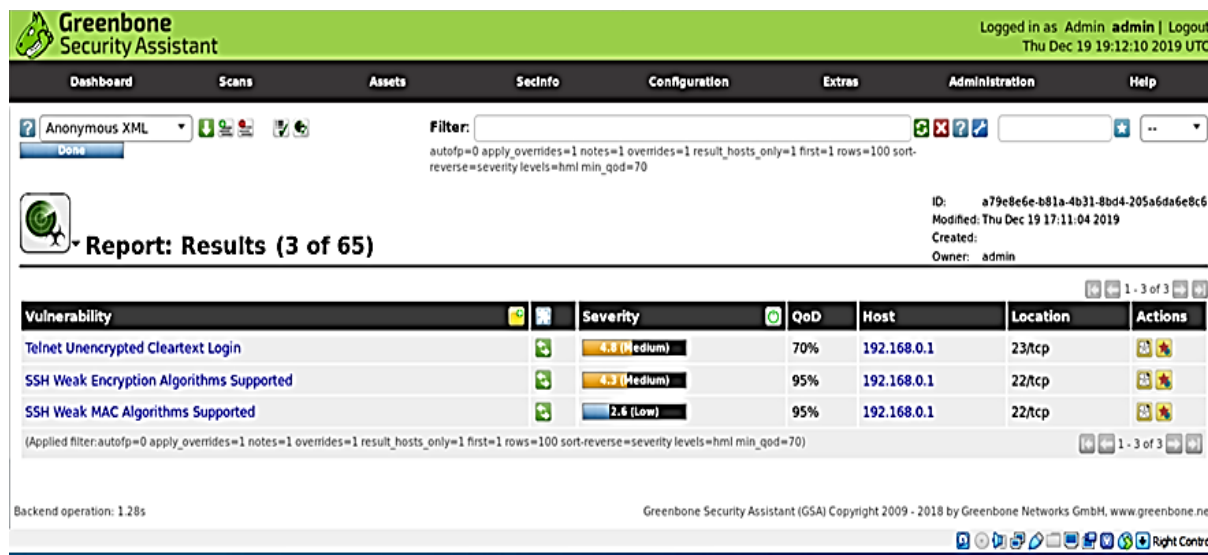 Greenbone
Security Assistant
Logged in as Admin admin | Logout
Thu Dec 19 19:12:10 2019 UTC
Dashboard Scans Assets SecInfo Configuration Extras Administration Help
Anonymous XML Filter: --
Done
autofp=0 apply_overrides=1 notes=1 overrides=1 result_hosts_only=1 first=1 rows=100 sort-
reverse=severity levels=hml min_qod=70
ID: a79e8e6e-b81a-4b31-8bd4-205a6da6e8c6
Modified: Thu Dec 19 17:11:04 2019
Created:
Owner: admin
Report: Results (3 of 65)
1 - 3 of 3
Vulnerability Severity QoD Host Location Actions
Telnet Unencrypted Cleartext Login 4.8 (Medium) 70% 192.168.0.1 23/tcp
SSH Weak Encryption Algorithms Supported 4.3 (Medium) 95% 192.168.0.1 22/tcp
SSH Weak MAC Algorithms Supported 2.6 (Low) 95% 192.168.0.1 22/tcp
(Applied filter:autofp=0 apply_overrides=1 notes=1 overrides=1 result_hosts_only=1 first=1 rows=100 sort-reverse=severity levels=hml min_qod=70) 1 - 3 of 3
Backend operation: 1.28s Greenbone Security Assistant (GSA) Copyright 2009 - 2018 by Greenbone Networks GmbH, www.greenbone.ne
Right Contro